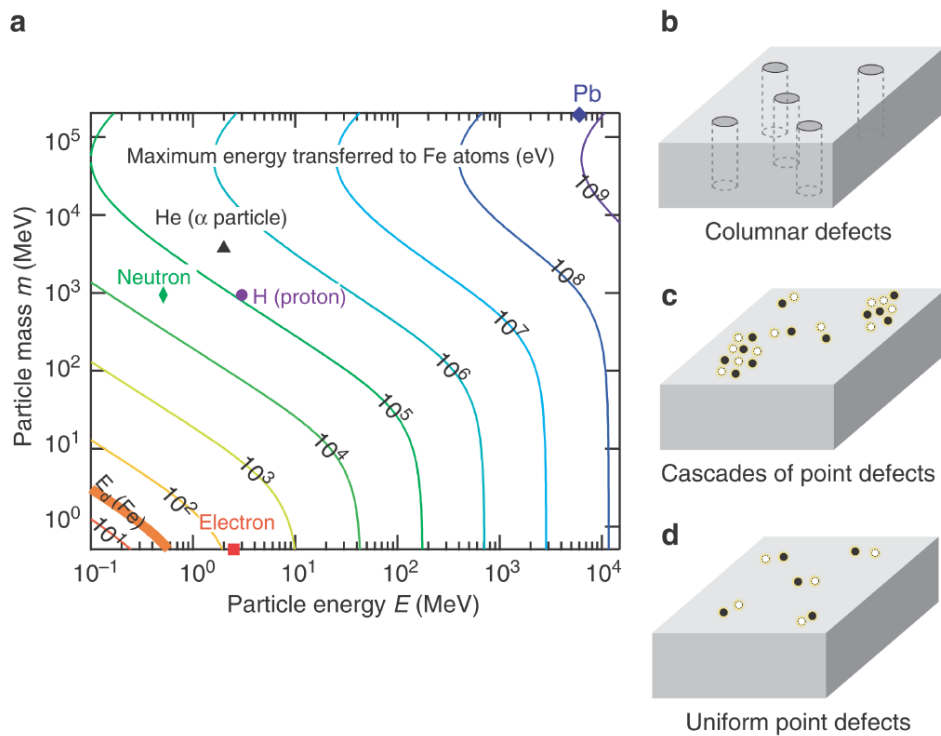 a
Maximum energy transferred to Fe atoms (eV)
Pb
He (α particle)
Neutron
H (proton)
Electron
E_d (Fe)
10^1
10^2
10^3
10^4
10^5
10^6
10^7
10^8
10^9
Particle mass m (MeV)
10^5
10^4
10^3
10^2
10^1
10^0
10^−1
10^0
10^1
10^2
10^3
10^4
Particle energy E (MeV)
b
Columnar defects
c
Cascades of point defects
d
Uniform point defects